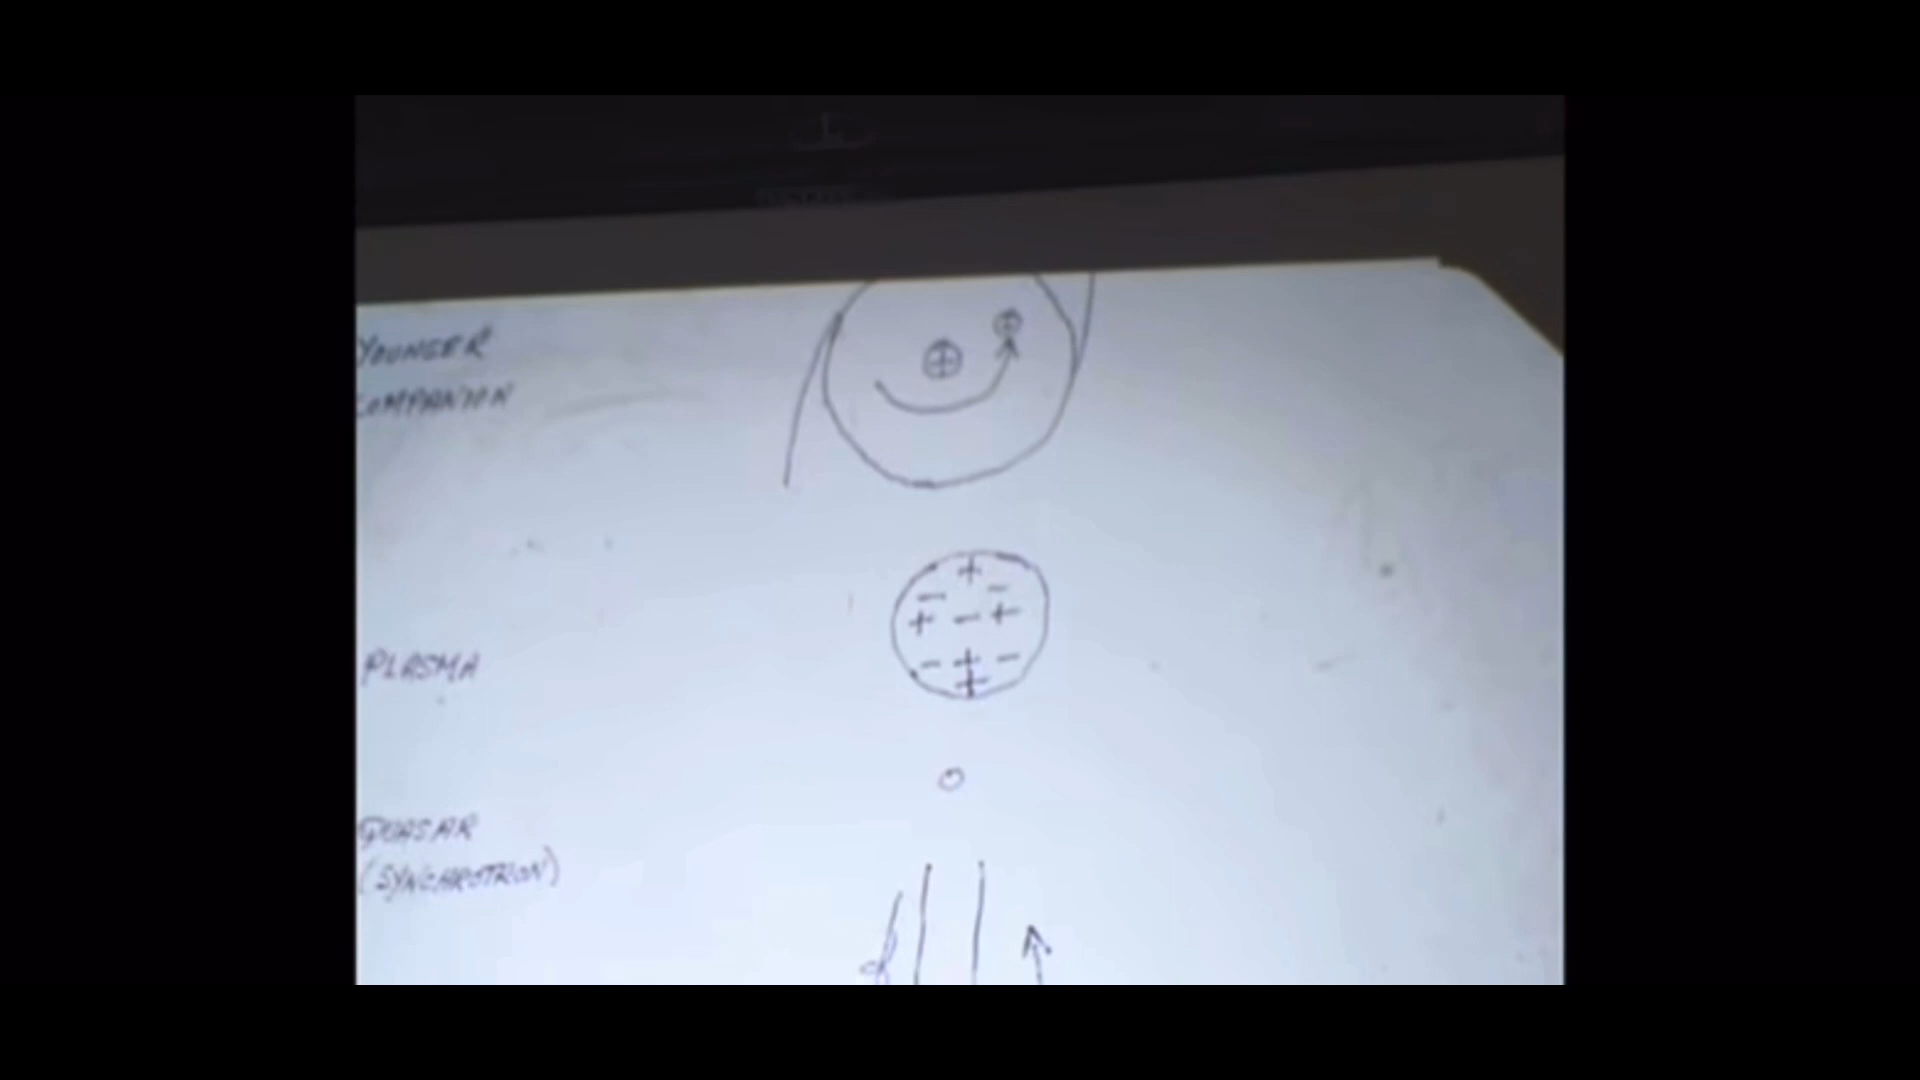 YOUNGER
COMPANION
PLASMA
QUASAR
(SYNCHROTRON)